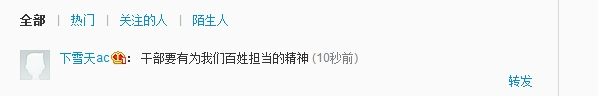 全部 | 热门 | 关注的人 | 陌生人
下雪天ac：干部要有为我们百姓担当的精神 (10秒前)
转发